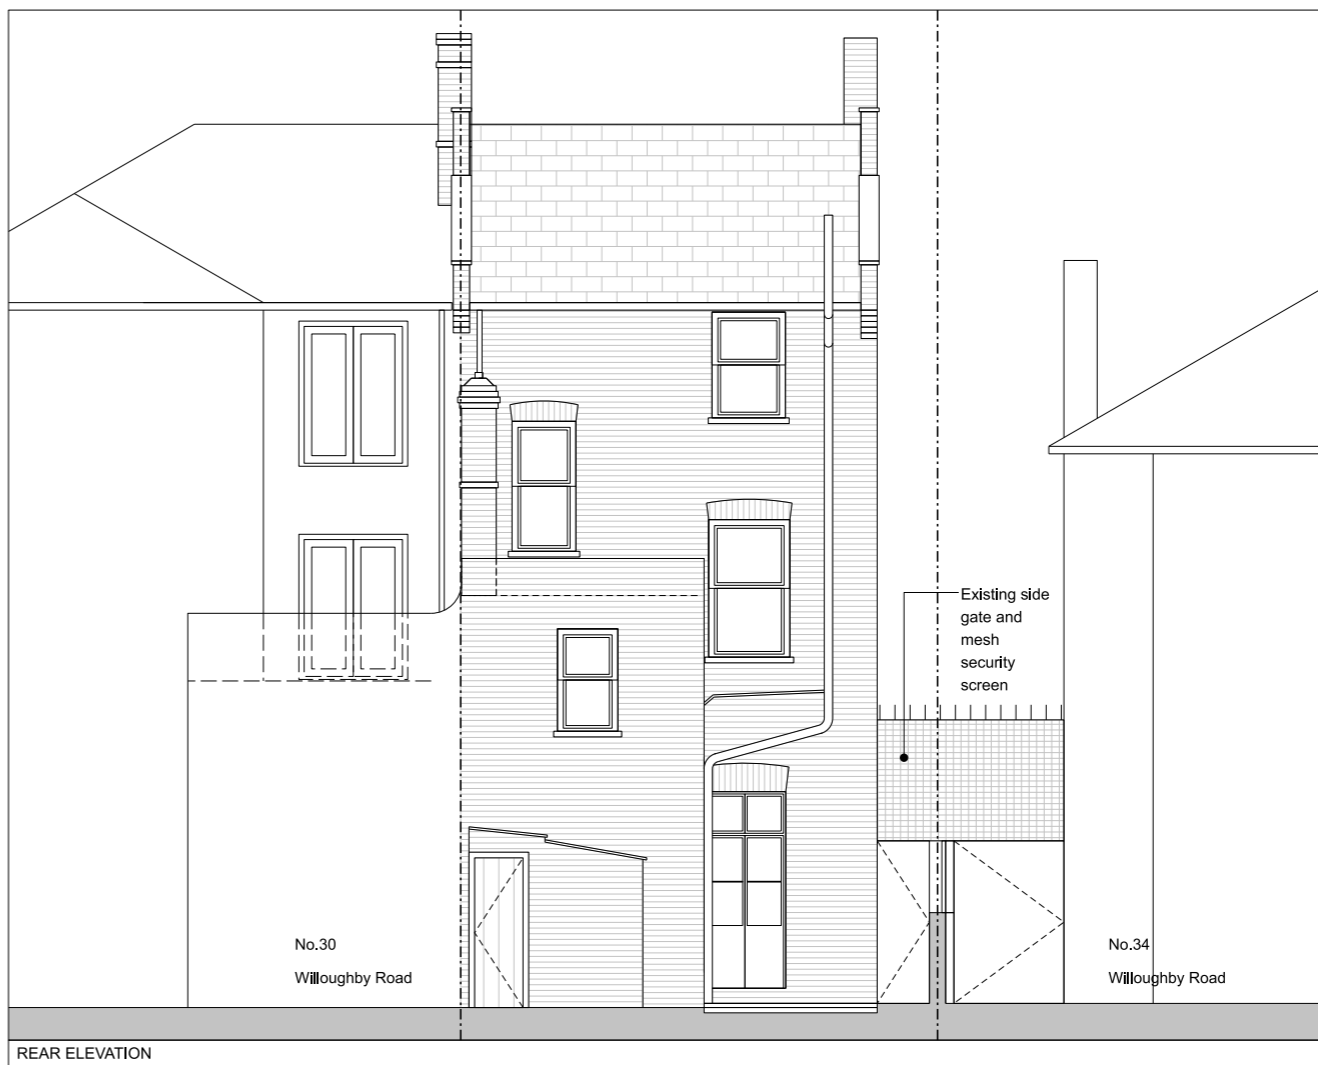 Existing side
gate and
mesh
security
screen
No.30
Willoughby Road
No.34
Willoughby Road
REAR ELEVATION